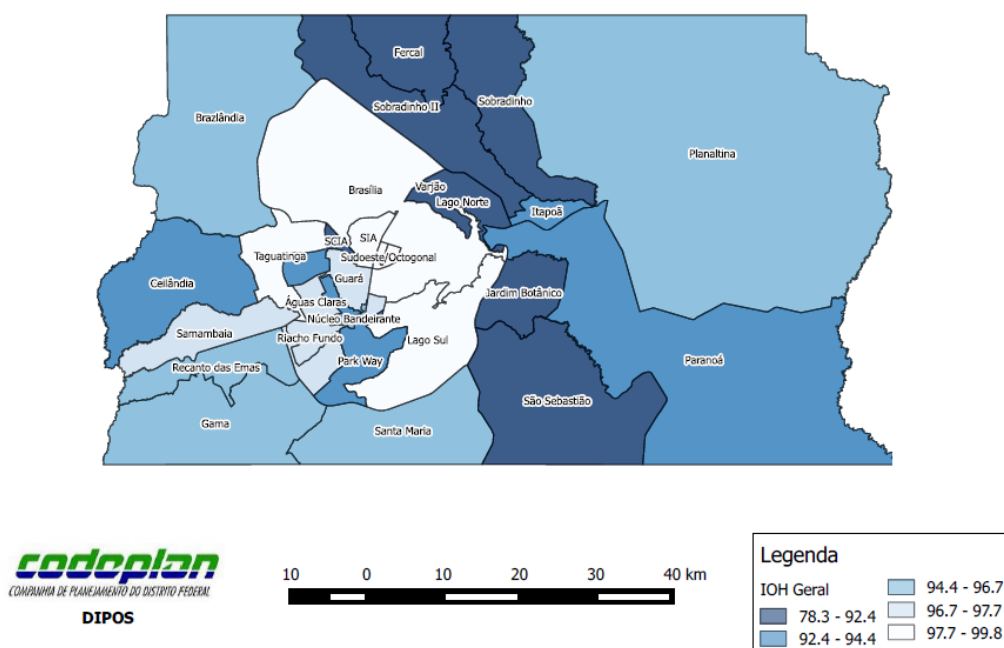 Fercal
Sobradinho II
Sobradinho
Brazlândia
Planaltina
Brasília
Varjão
Lago Norte
Itapoã
SCIA
SIA
Taguatinga
Sudoeste/Octogonal
Ceilândia
Guará
Jardim Botânico
Águas Claras
Núcleo Bandeirante
Samambaia
Riacho Fundo
Lago Sul
Recanto das Emas
Park Way
Paranoá
São Sebastião
Gama
Santa Maria
codeplan
COMPANHIA DE PLANEJAMENTO DO DISTRITO FEDERAL
DIPOS
10 0 10 20 30 40 km
Legenda
IOH Geral
78.3 - 92.4
92.4 - 94.4
94.4 - 96.7
96.7 - 97.7
97.7 - 99.8